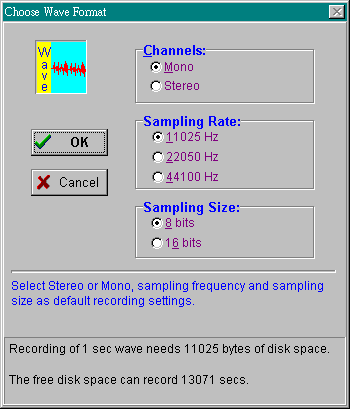 Choose Wave Format
Wave
Channels:
Mono
Stereo
OK
Cancel
Sampling Rate:
11025 Hz
22050 Hz
44100 Hz
Sampling Size:
8 bits
16 bits
Select Stereo or Mono, sampling frequency and sampling
size as default recording settings.
Recording of 1 sec wave needs 11025 bytes of disk space.
The free disk space can record 13071 secs.